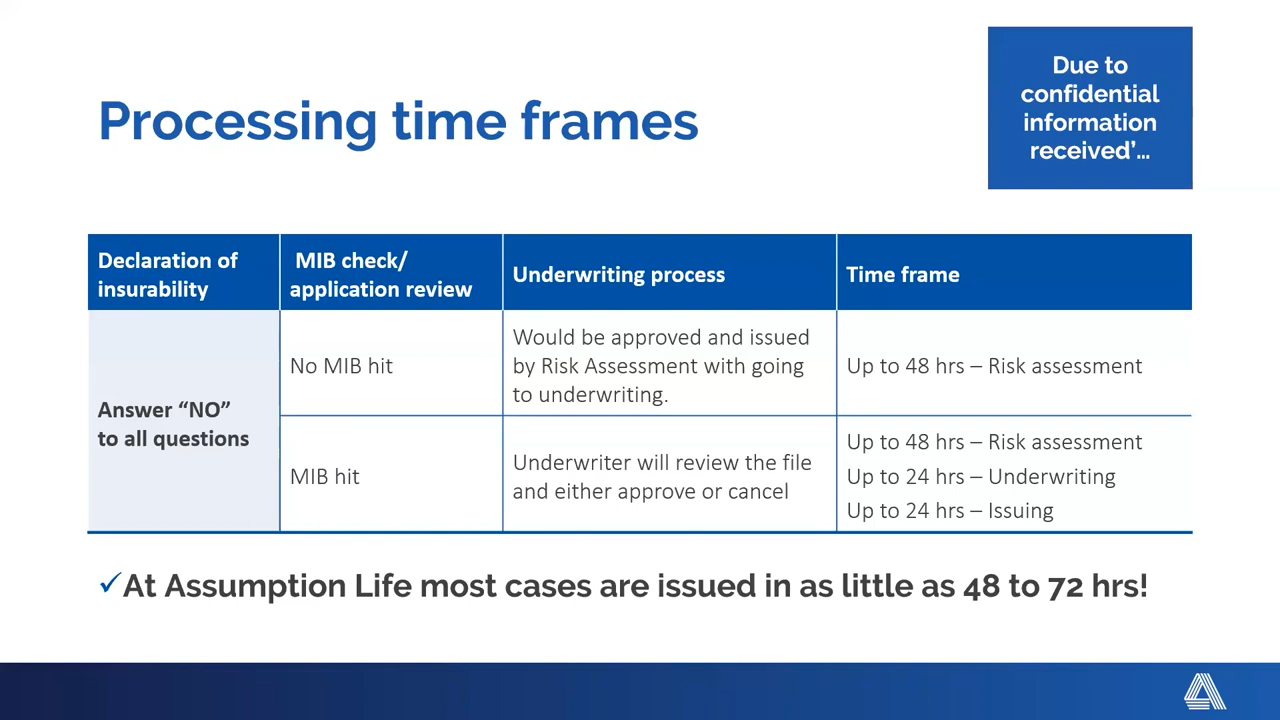 Due to
confidential
information
received’...
Processing time frames
Declaration of
insurability
MIB check/
application review
Underwriting process
Time frame
Answer “NO”
to all questions
No MIB hit
Would be approved and issued
by Risk Assessment with going
to underwriting.
Up to 48 hrs – Risk assessment
MIB hit
Underwriter will review the file
and either approve or cancel
Up to 48 hrs – Risk assessment
Up to 24 hrs – Underwriting
Up to 24 hrs – Issuing
✓At Assumption Life most cases are issued in as little as 48 to 72 hrs!